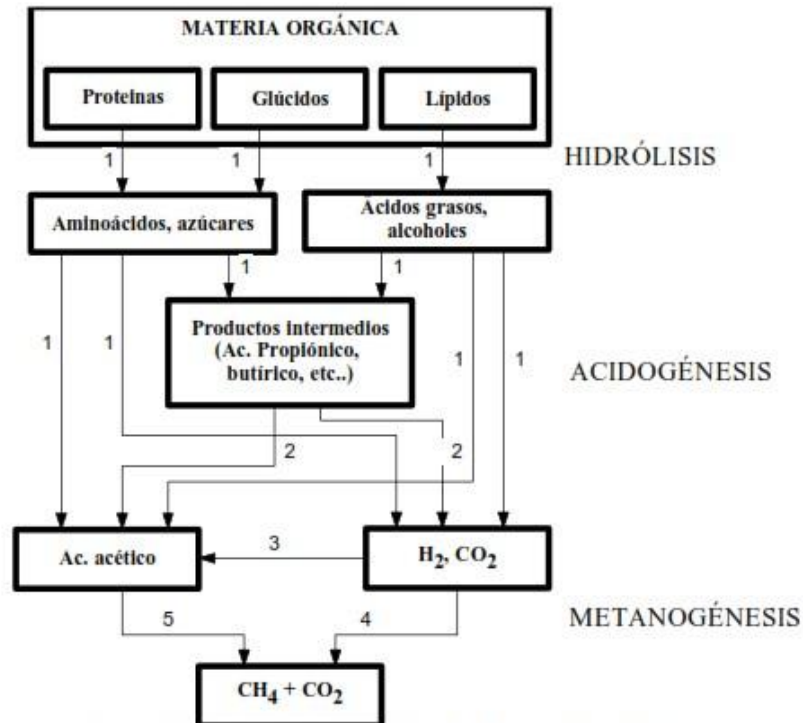 MATERIA ORGÁNICA
Proteinas
Glúcidos
Lípidos
1
1
1
HIDRÓLISIS
Aminoácidos, azúcares
Ácidos grasos,
alcoholes
1
1
1
1
1
1
Productos intermedios
(Ac. Propiónico,
butírico, etc..)
ACIDOGÉNESIS
2
2
Ac. acético
3
H2, CO2
METANOGÉNESIS
5
4
CH4 + CO2